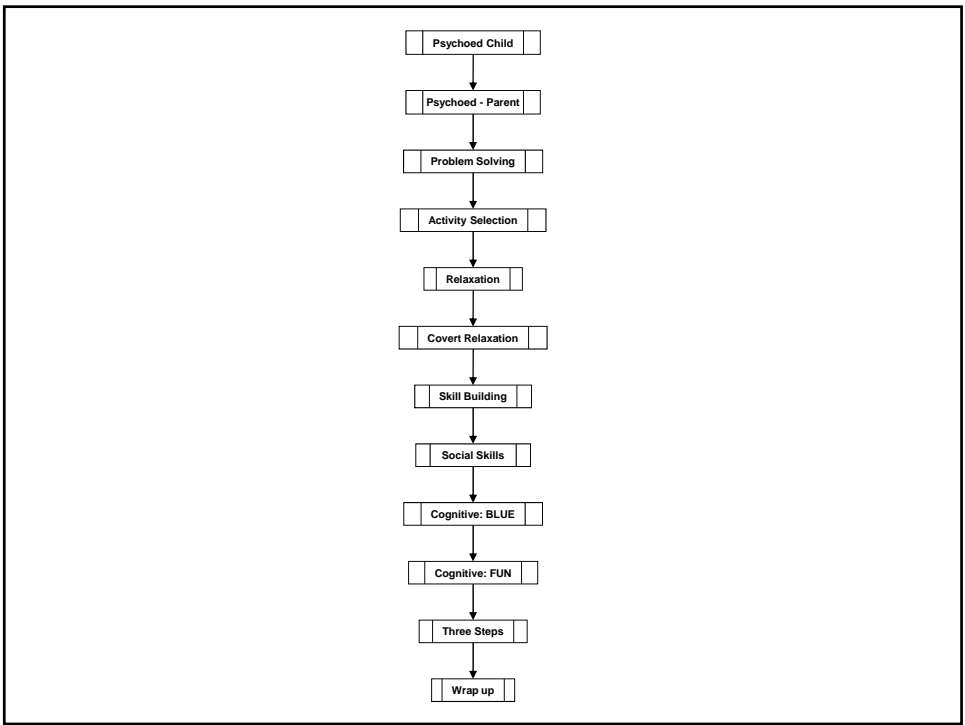 Psychoed Child
Psychoed - Parent
Problem Solving
Activity Selection
Relaxation
Covert Relaxation
Skill Building
Social Skills
Cognitive: BLUE
Cognitive: FUN
Three Steps
Wrap up